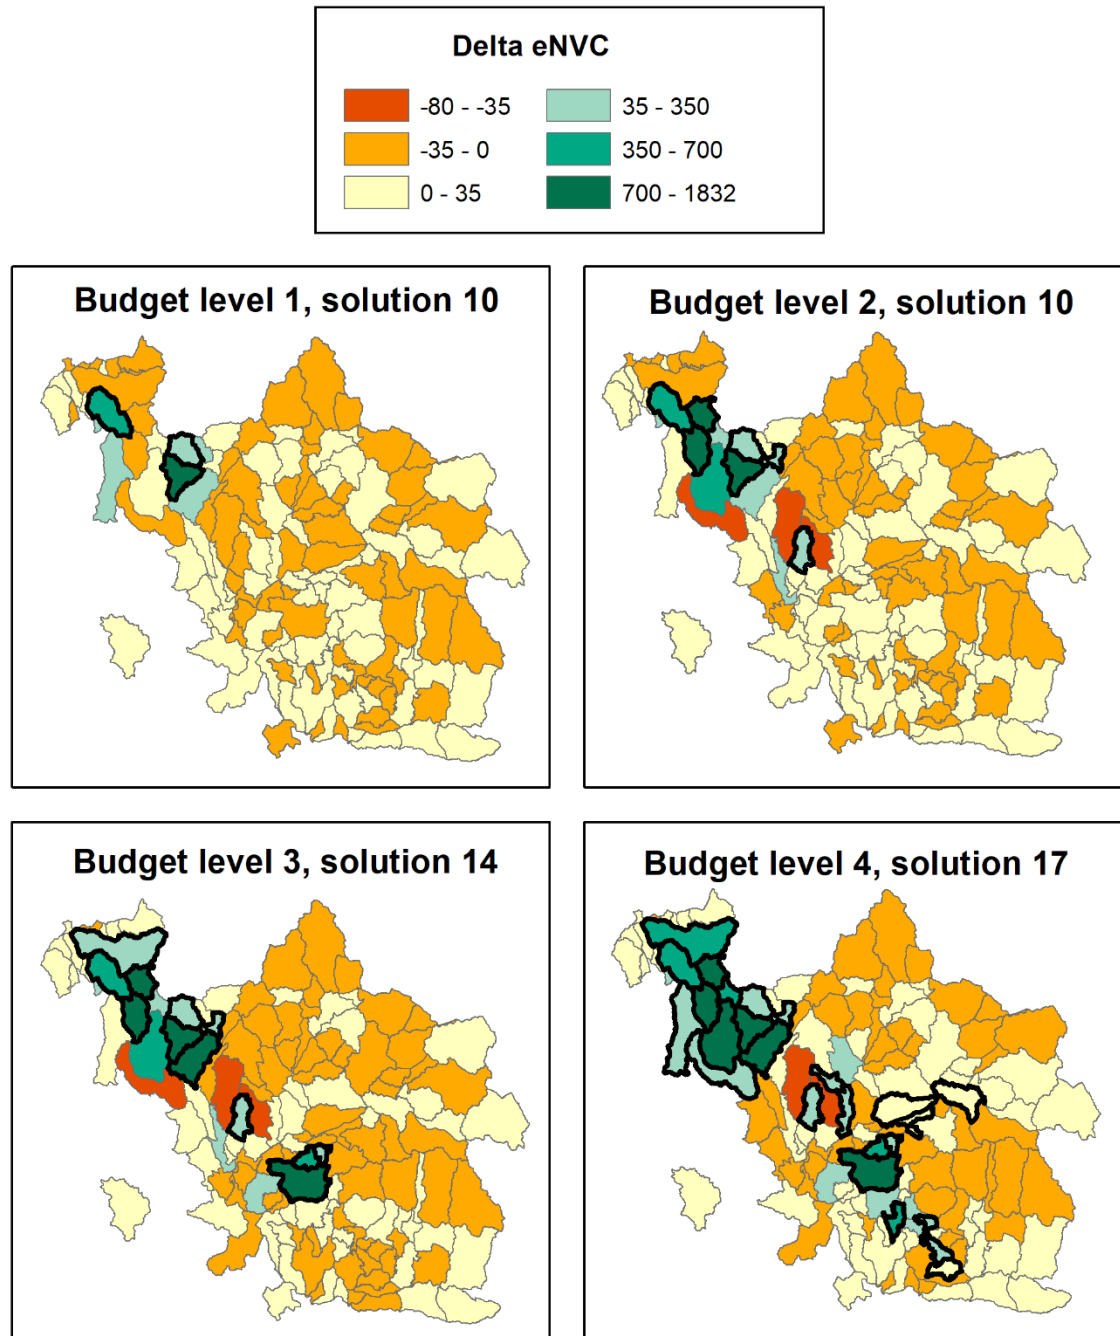 Delta eNVC
-80 - -35
35 - 350
-35 - 0
350 - 700
0 - 35
700 - 1832
Budget level 1, solution 10
Budget level 2, solution 10
Budget level 3, solution 14
Budget level 4, solution 17